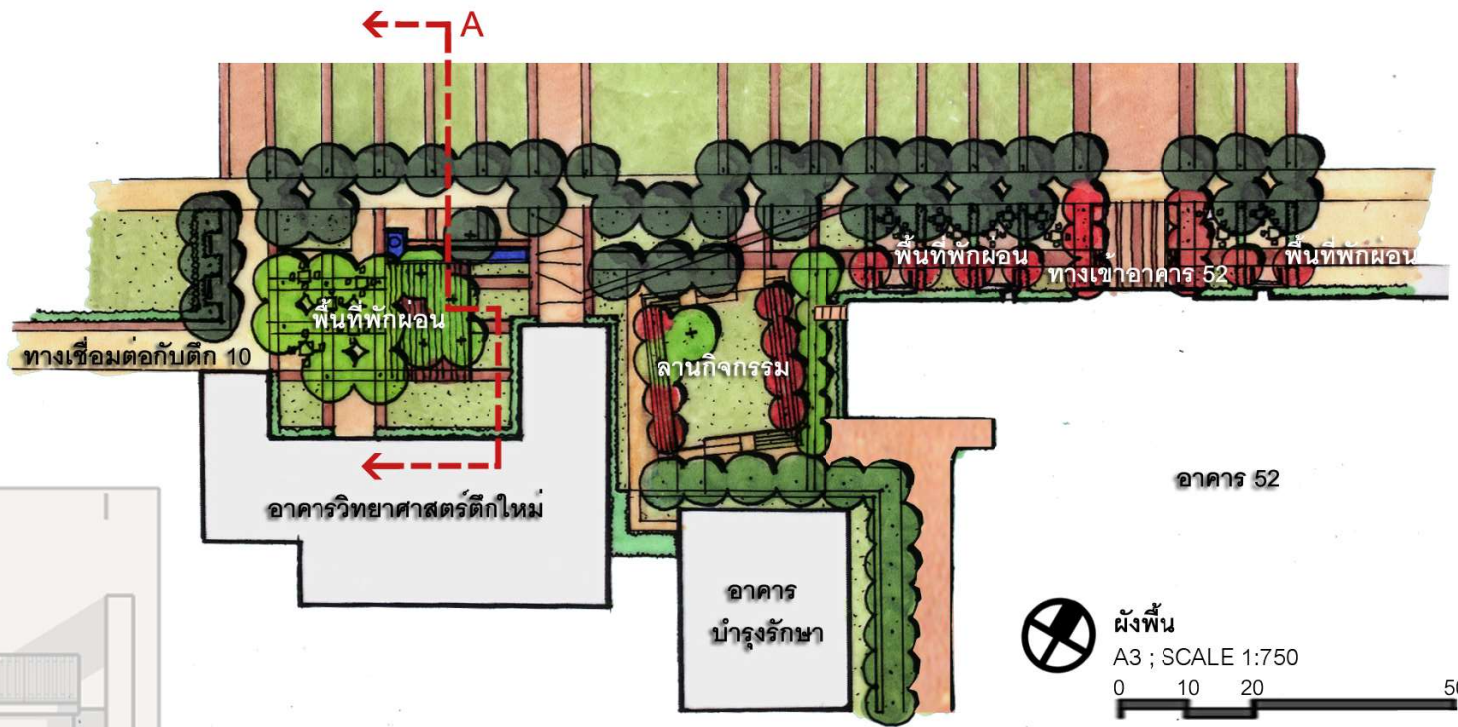 A
พื้นที่พักผ่อน
พื้นที่พักผ่อน
ทางเข้าอาคาร 52
พื้นที่พักผ่อน
ทางเชื่อมต่อกับตึก 10
ลานกิจกรรม
อาคาร 52
อาคารวิทยาศาสตร์ตึกใหม่
อาคาร
บำรุงรักษา
ผังพื้น
A3 ; SCALE 1:750
0 10 20